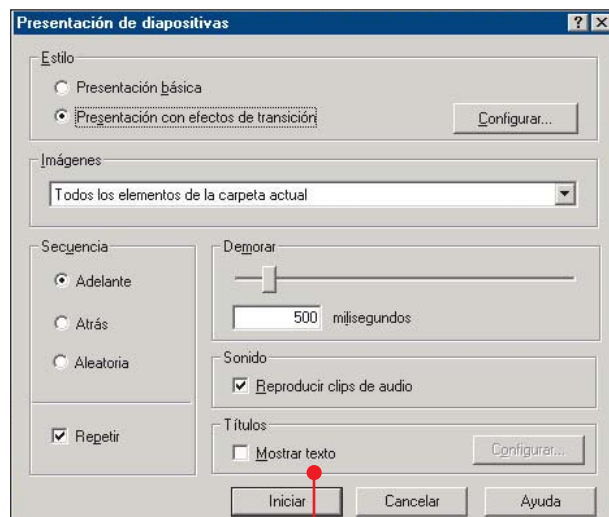 Presentación de diapositivas
Estilo
Presentación básica
Presentación con efectos de transición
Configurar...
Imágenes
Todos los elementos de la carpeta actual
Secuencia
Adelante
Atrás
Aleatoria
Repetir
Demorar
500 milisegundos
Sonido
Reproducir clips de audio
Títulos
Mostrar texto
Configurar...
Iniciar
Cancelar
Ayuda